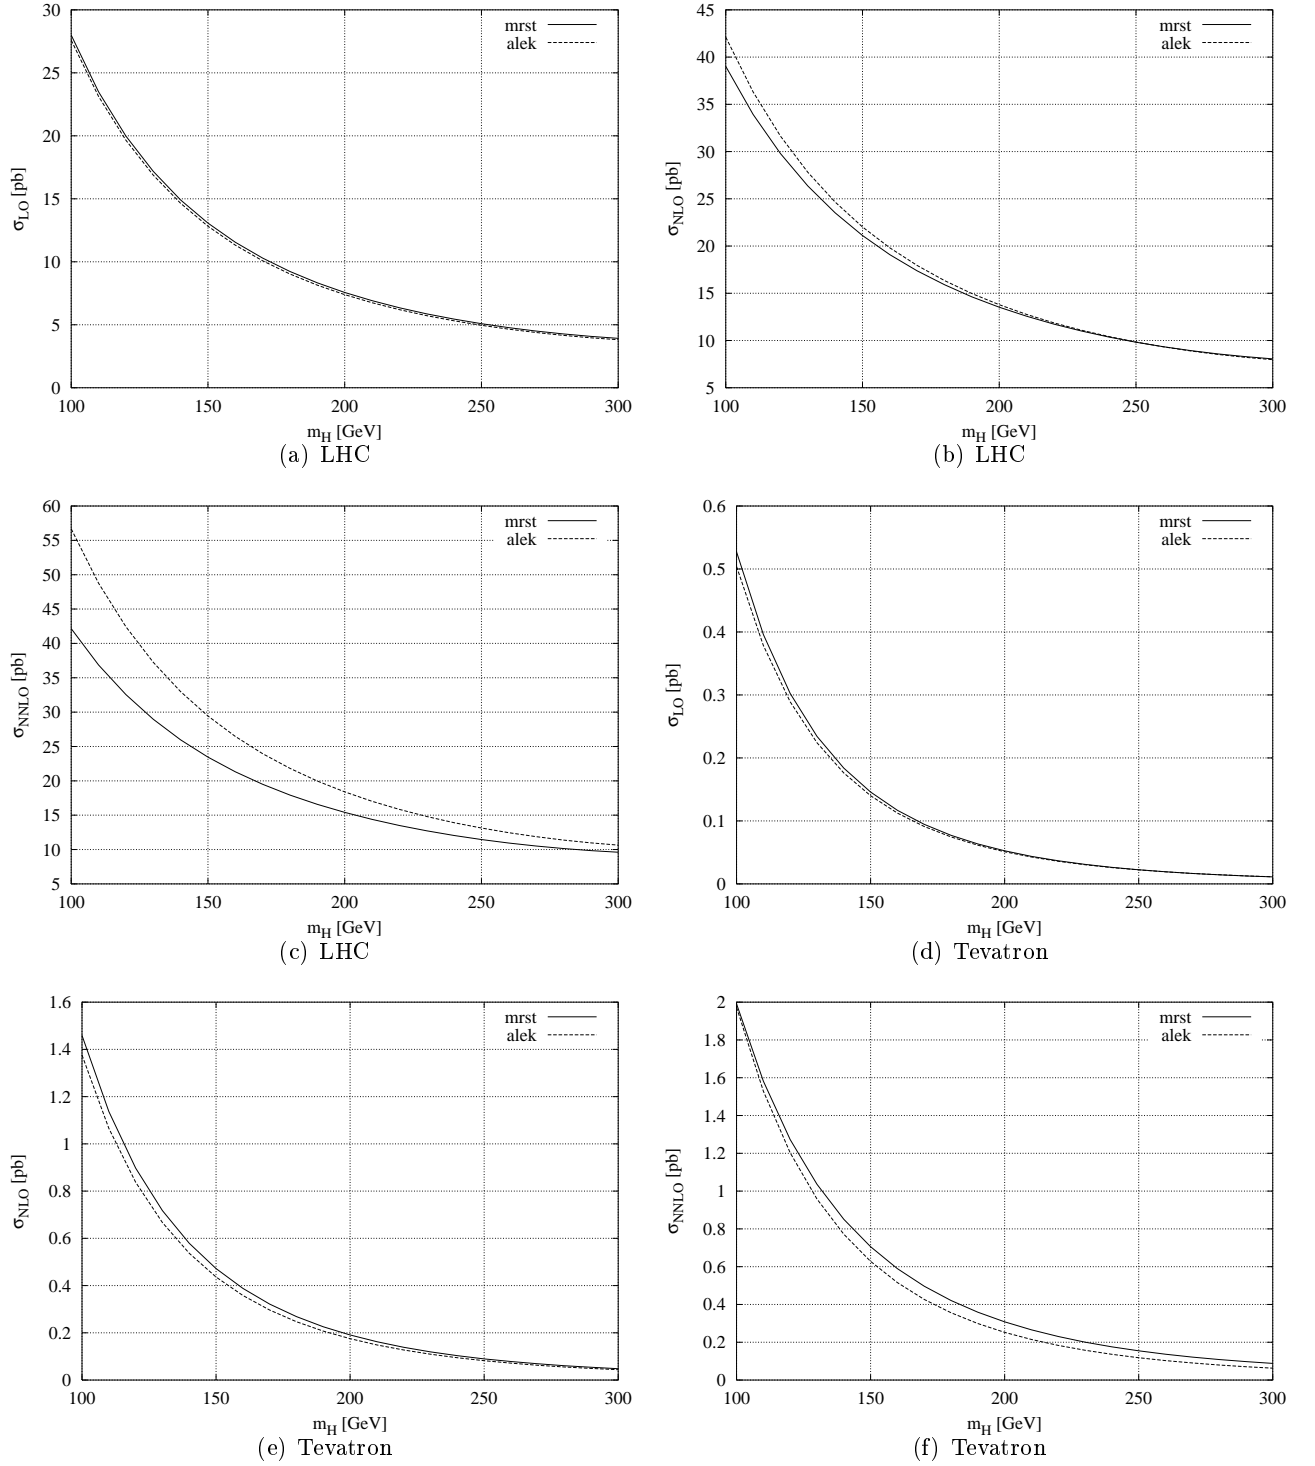 30
25
20
15
10
5
0
100 150 200 250 300
σLO [pb]
mH [GeV]
mrst
alek
(a) LHC
45
40
35
30
25
20
15
10
5
100 150 200 250 300
σNLO [pb]
mH [GeV]
mrst
alek
(b) LHC
60
55
50
45
40
35
30
25
20
15
10
5
100 150 200 250 300
σNNLO [pb]
mH [GeV]
mrst
alek
(c) LHC
0.6
0.5
0.4
0.3
0.2
0.1
0
100 150 200 250 300
σLO [pb]
mH [GeV]
mrst
alek
(d) Tevatron
1.6
1.4
1.2
1
0.8
0.6
0.4
0.2
0
100 150 200 250 300
σNLO [pb]
mH [GeV]
mrst
alek
(e) Tevatron
2
1.8
1.6
1.4
1.2
1
0.8
0.6
0.4
0.2
0
100 150 200 250 300
σNNLO [pb]
mH [GeV]
mrst
alek
(f) Tevatron